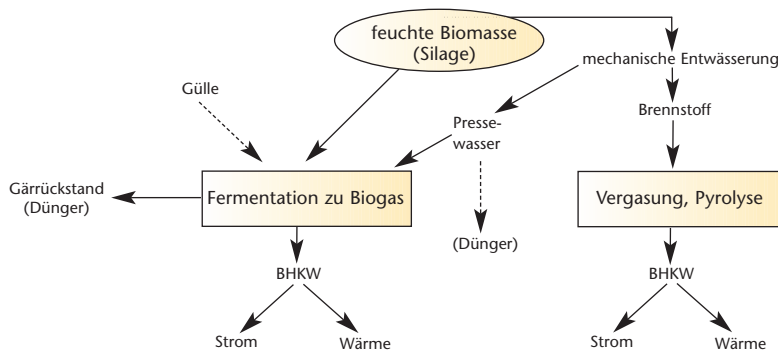 feuchte Biomasse
(Silage)
mechanische Entwässerung
Gülle
Presse-
wasser
Brennstoff
Gärrückstand
(Dünger)
Fermentation zu Biogas
Vergasung, Pyrolyse
(Dünger)
BHKW
BHKW
Strom
Wärme
Strom
Wärme